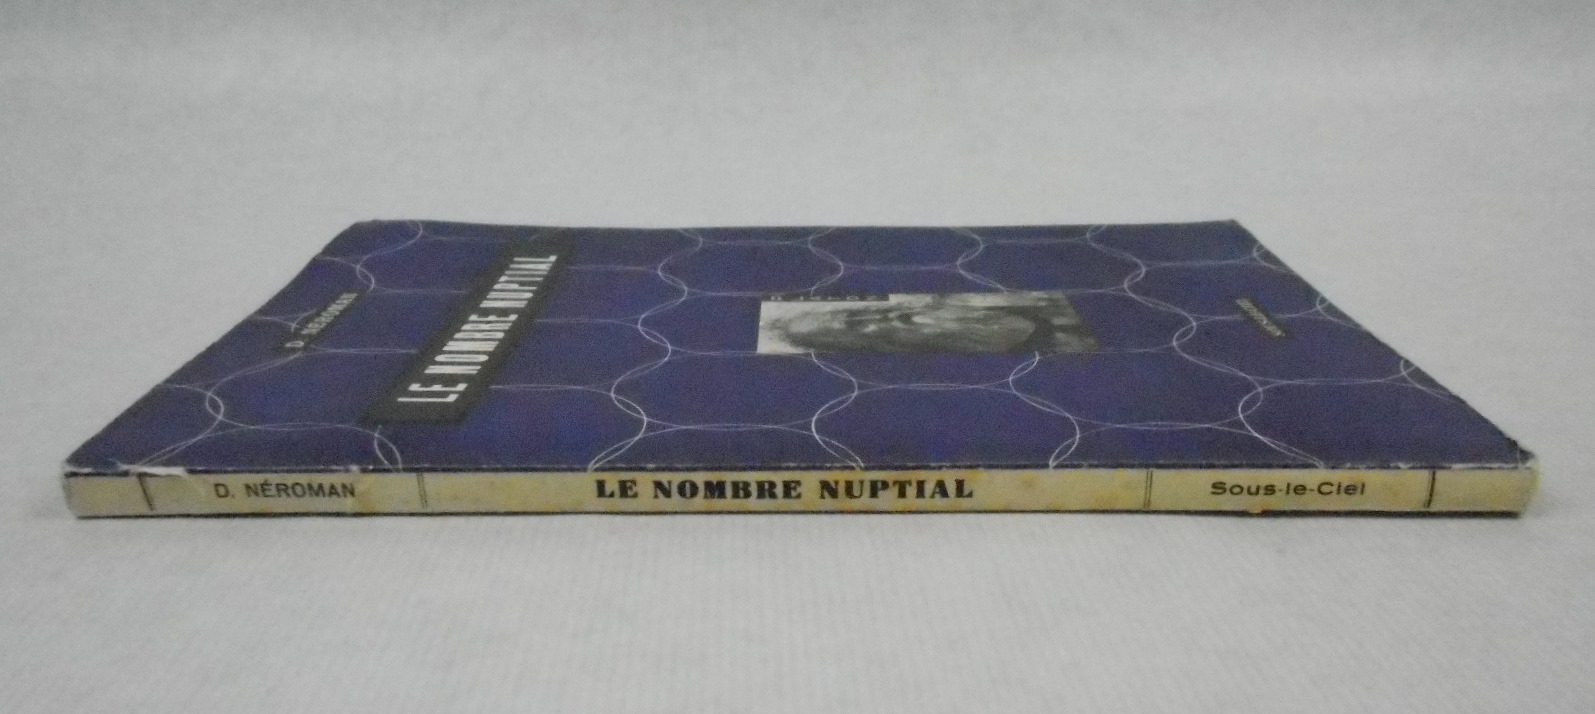 D. NÉROMAN
LE NOMBRE NUPTIAL
D. NÉROMAN
LE NOMBRE NUPTIAL
Sous-le-Ciel